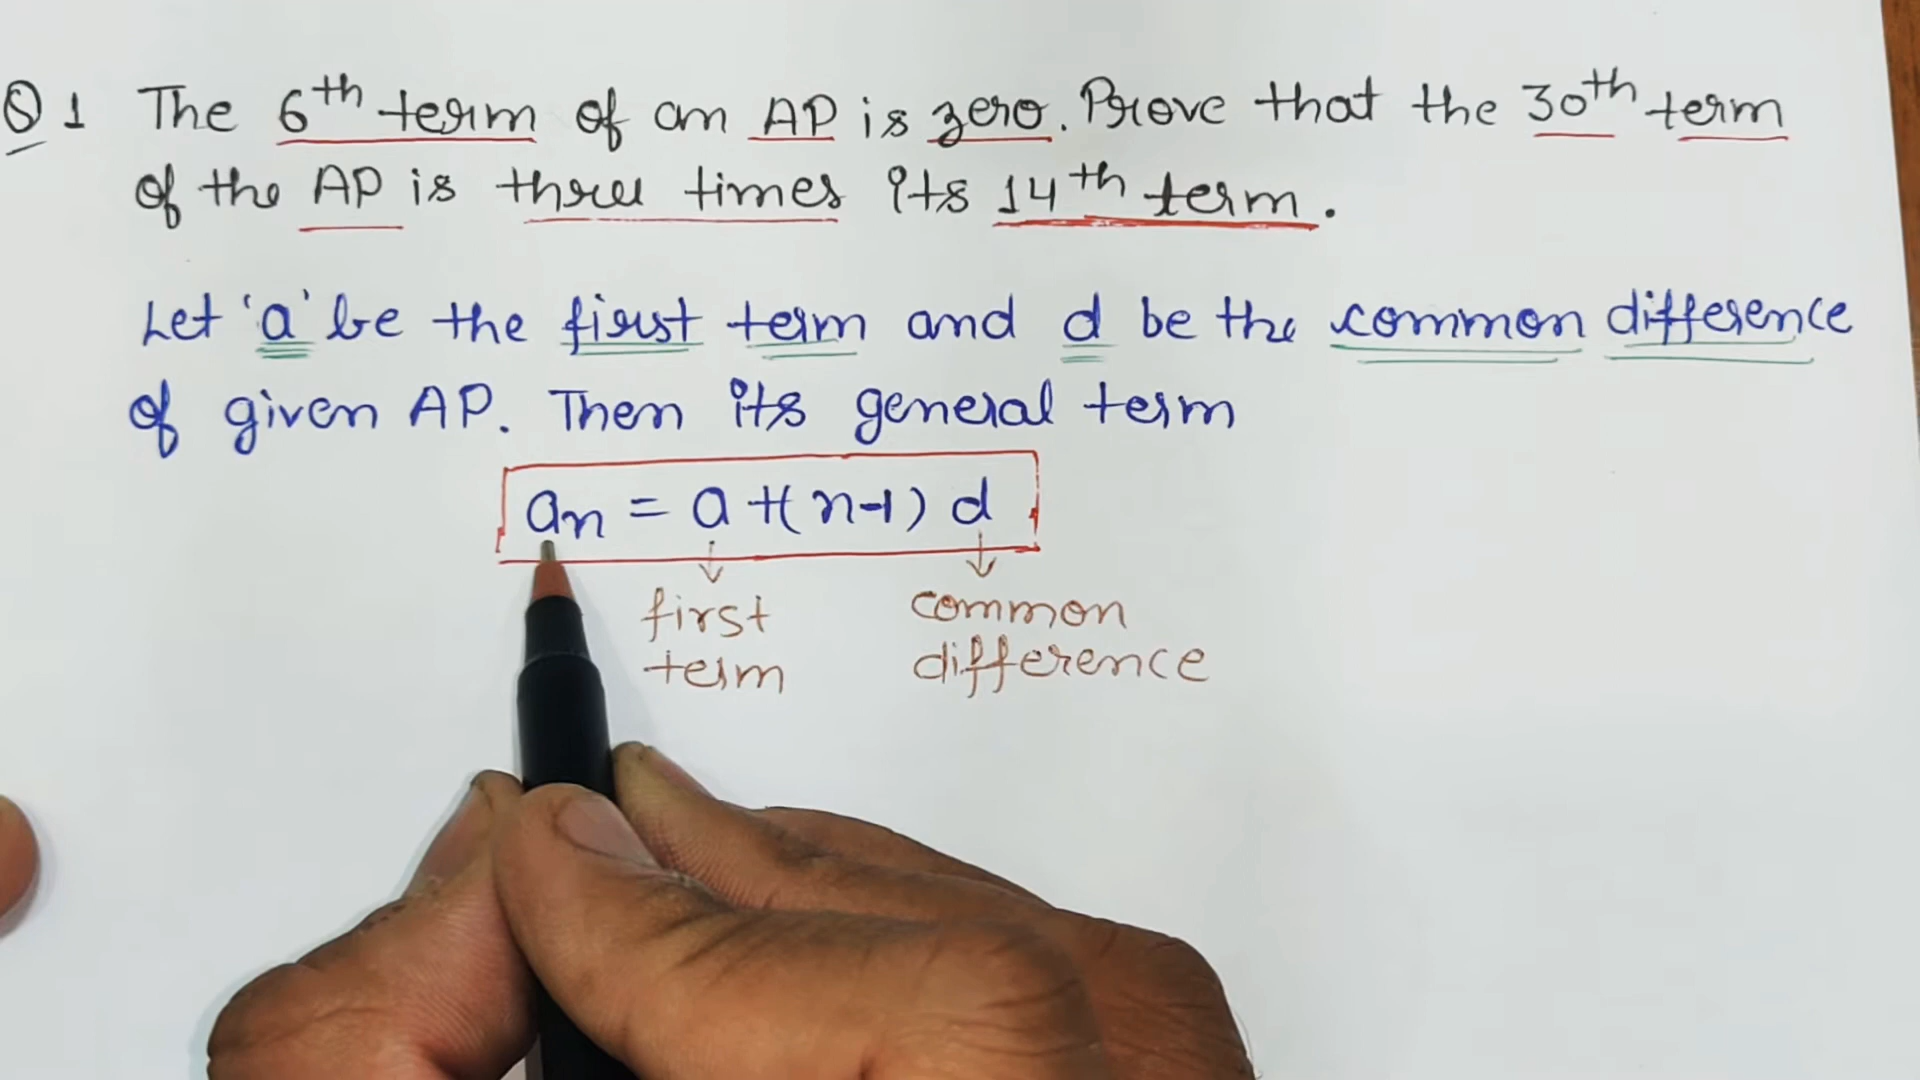 Q1 The 6th term of an AP is zero. Prove that the 30th term
of the AP is three times its 14th term.
Let 'a' be the first term and d be the common difference
of given AP. Then its general term
an = a +(n-1) d
first common
term difference